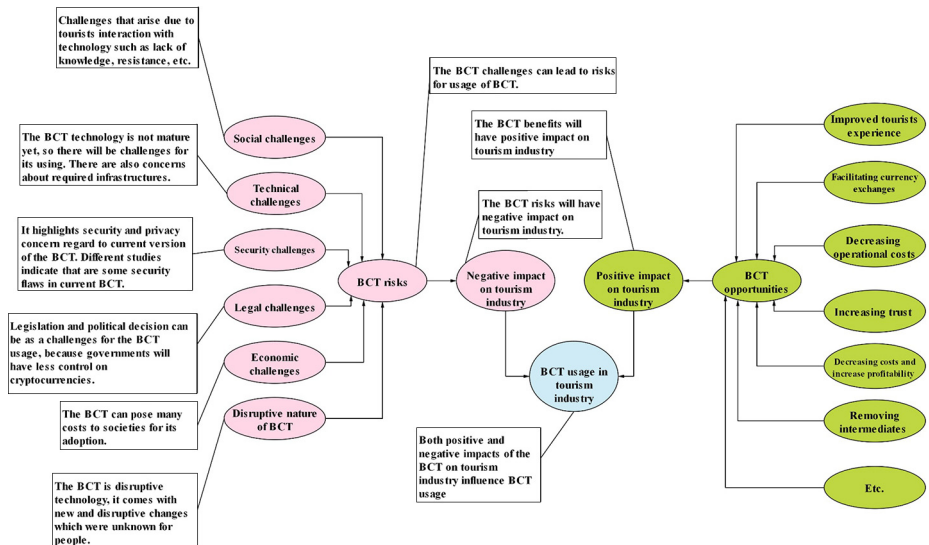 Challenges that arise due to
tourists interaction with
technology such as lack of
knowledge, resistance, etc.
The BCT technology is not mature
yet, so there will be challenges for
its using. There are also concerns
about required infrastructures.
It highlights security and privacy
concern regard to current version
of the BCT. Different studies
indicate that are some security
flaws in current BCT.
Legislation and political decision can
be as a challenges for the BCT
usage, because governments will
have less control on
cryptocurrencies.
The BCT can pose many
costs to societies for its
adoption.
The BCT is disruptive
technology, it comes with
new and disruptive changes
which were unknown for
people.
Social challenges
Technical
challenges
Security challenges
Legal challenges
Economic
challenges
Disruptive nature
of BCT
BCT risks
The BCT challenges can lead to risks
for usage of BCT.
The BCT benefits will
have positive impact on
tourism industry
The BCT risks will have
negative impact on
tourism industry.
Negative impact
on tourism
industry
Positive impact
on tourism
industry
BCT usage in
tourism
industry
Both positive and
negative impacts of the
BCT on tourism
industry influence BCT
usage
BCT
opportunities
Improved tourists
experience
Facilitating currency
exchanges
Decreasing
operational costs
Increasing trust
Decreasing costs and
increase profitability
Removing
intermediates
Etc.